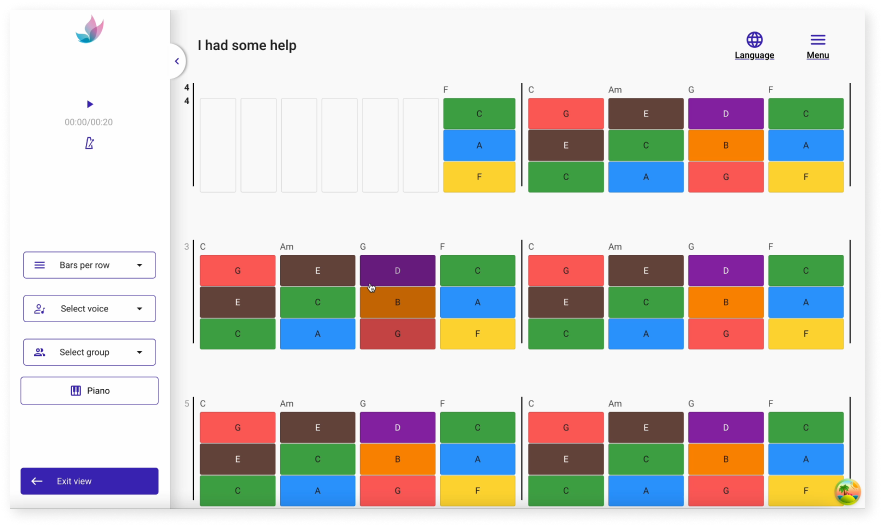 I had some help
Language
Menu
00:00/00:20
Bars per row
Select voice
Select group
Piano
Exit view
4
4
F C Am G F
C G E D C
A E C B A
F C A G F
3
C Am G F C Am G F
G E D C G E D C
E C B A E C B A
C A G F C A G F
5
C Am G F C Am G F
G E D C G E D C
E C B A E C B A
C A G F C A G F